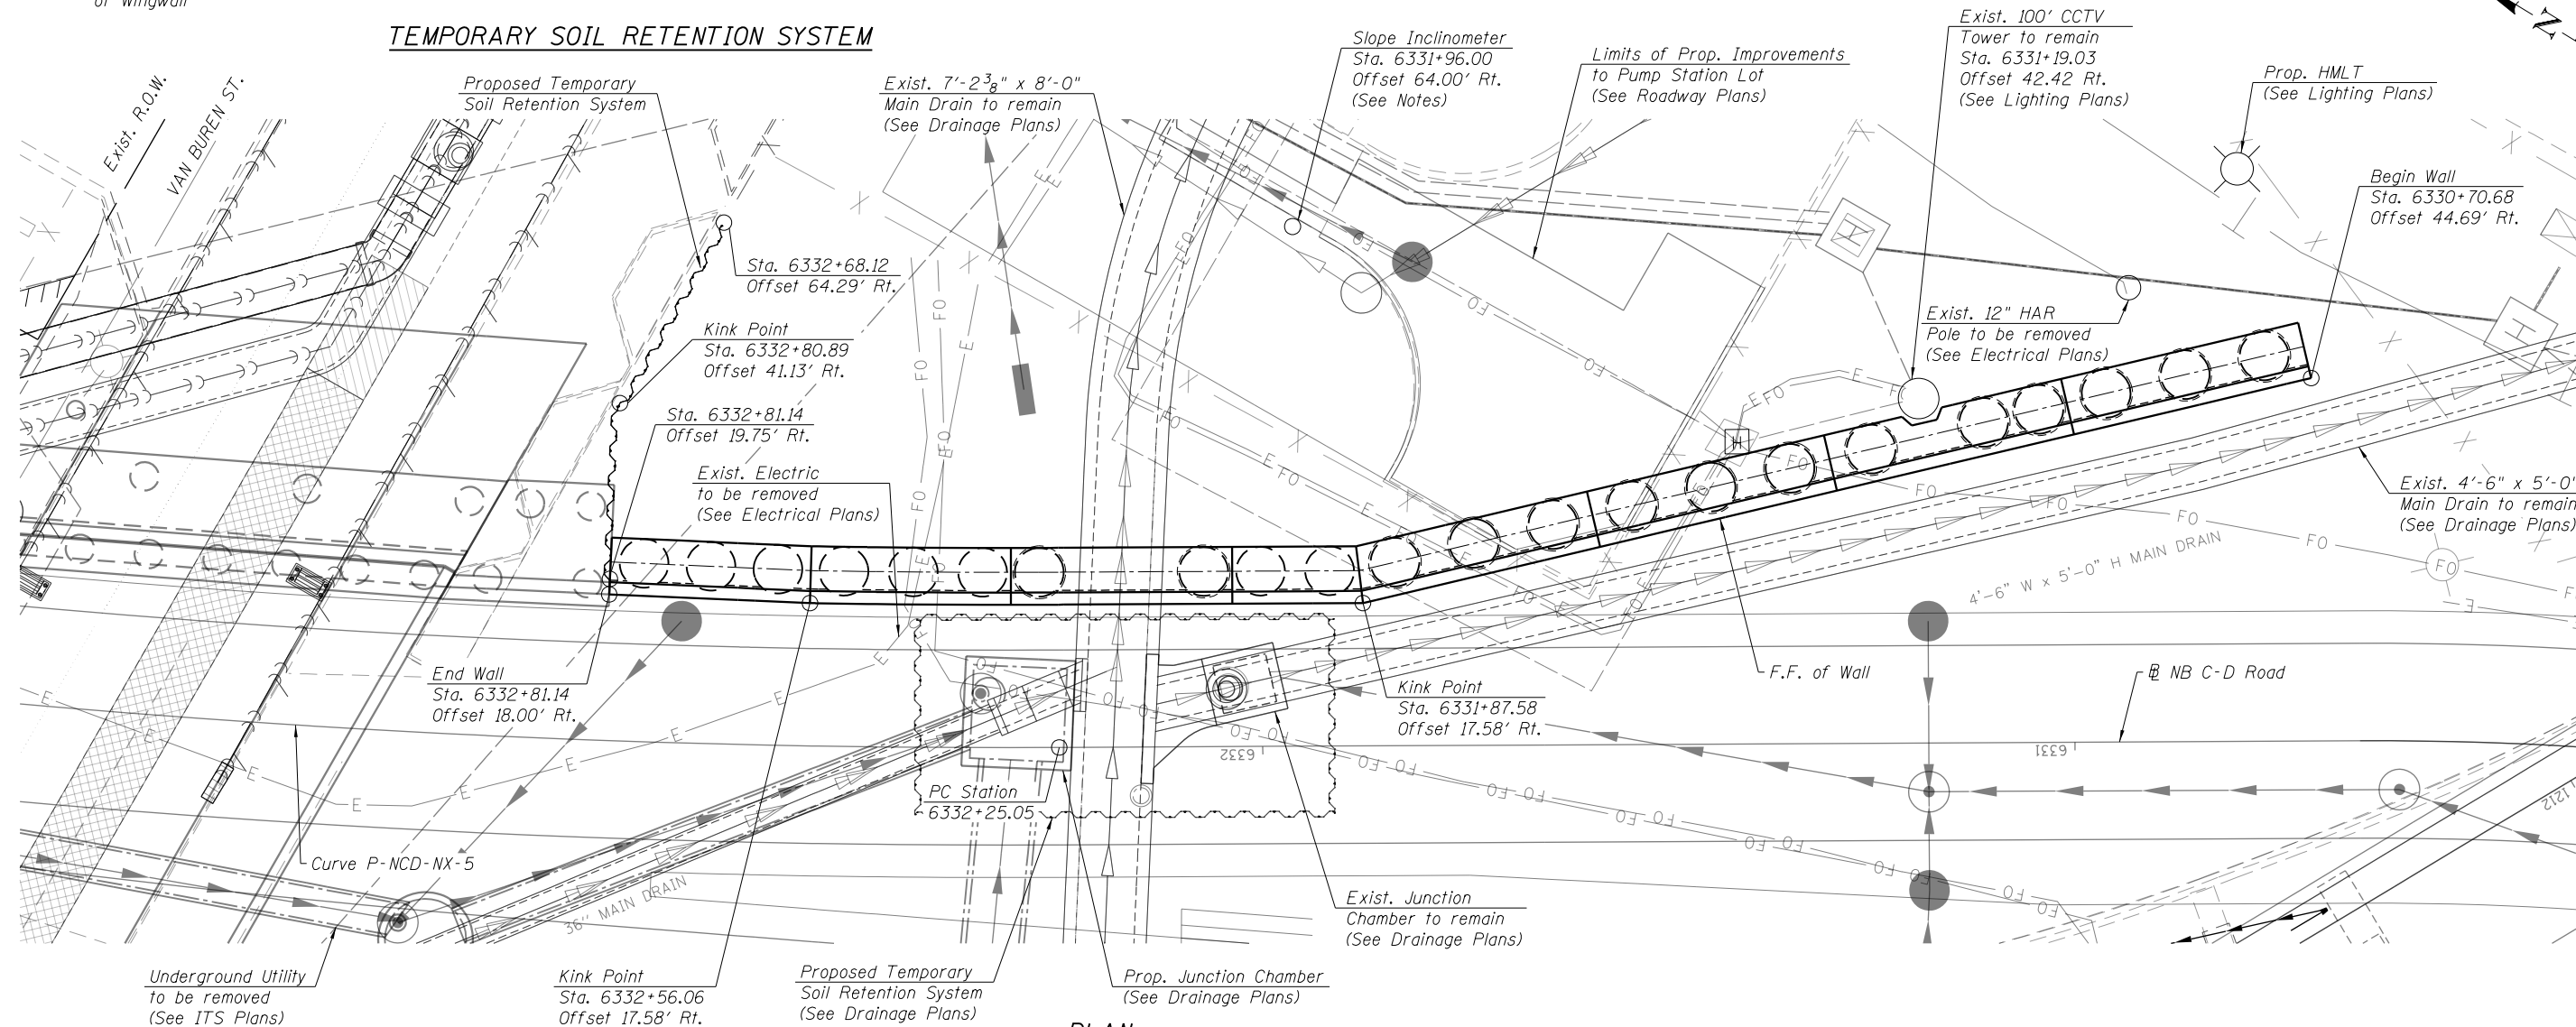 of Wingwall
TEMPORARY SOIL RETENTION SYSTEM
Exist. R.O.W.
VAN BUREN ST.
Proposed Temporary
Soil Retention System
Exist. 7'-2 3/8" x 8'-0"
Main Drain to remain
(See Drainage Plans)
Slope Inclinometer
Sta. 6331+96.00
Offset 64.00' Rt.
(See Notes)
Limits of Prop. Improvements
to Pump Station Lot
(See Roadway Plans)
Exist. 100' CCTV
Tower to remain
Sta. 6331+19.03
Offset 42.42 Rt.
(See Lighting Plans)
Prop. HMLT
(See Lighting Plans)
N
Begin Wall
Sta. 6330+70.68
Offset 44.69' Rt.
Sta. 6332+68.12
Offset 64.29' Rt.
Kink Point
Sta. 6332+80.89
Offset 41.13' Rt.
Sta. 6332+81.14
Offset 19.75' Rt.
Exist. Electric
to be removed
(See Electrical Plans)
Exist. 12" HAR
Pole to be removed
(See Electrical Plans)
Exist. 4'-6" x 5'-0"
Main Drain to remain
(See Drainage Plans)
4'-6" W x 5'-0" H MAIN DRAIN
End Wall
Sta. 6332+81.14
Offset 18.00' Rt.
Kink Point
Sta. 6331+87.58
Offset 17.58' Rt.
F.F. of Wall
℄ NB C-D Road
6332
6331
1212
PC Station
6332+25.05
Curve P-NCD-NX-5
36" MAIN DRAIN
Exist. Junction
Chamber to remain
(See Drainage Plans)
Underground Utility
to be removed
(See ITS Plans)
Kink Point
Sta. 6332+56.06
Offset 17.58' Rt.
Proposed Temporary
Soil Retention System
(See Drainage Plans)
Prop. Junction Chamber
(See Drainage Plans)
PLAN